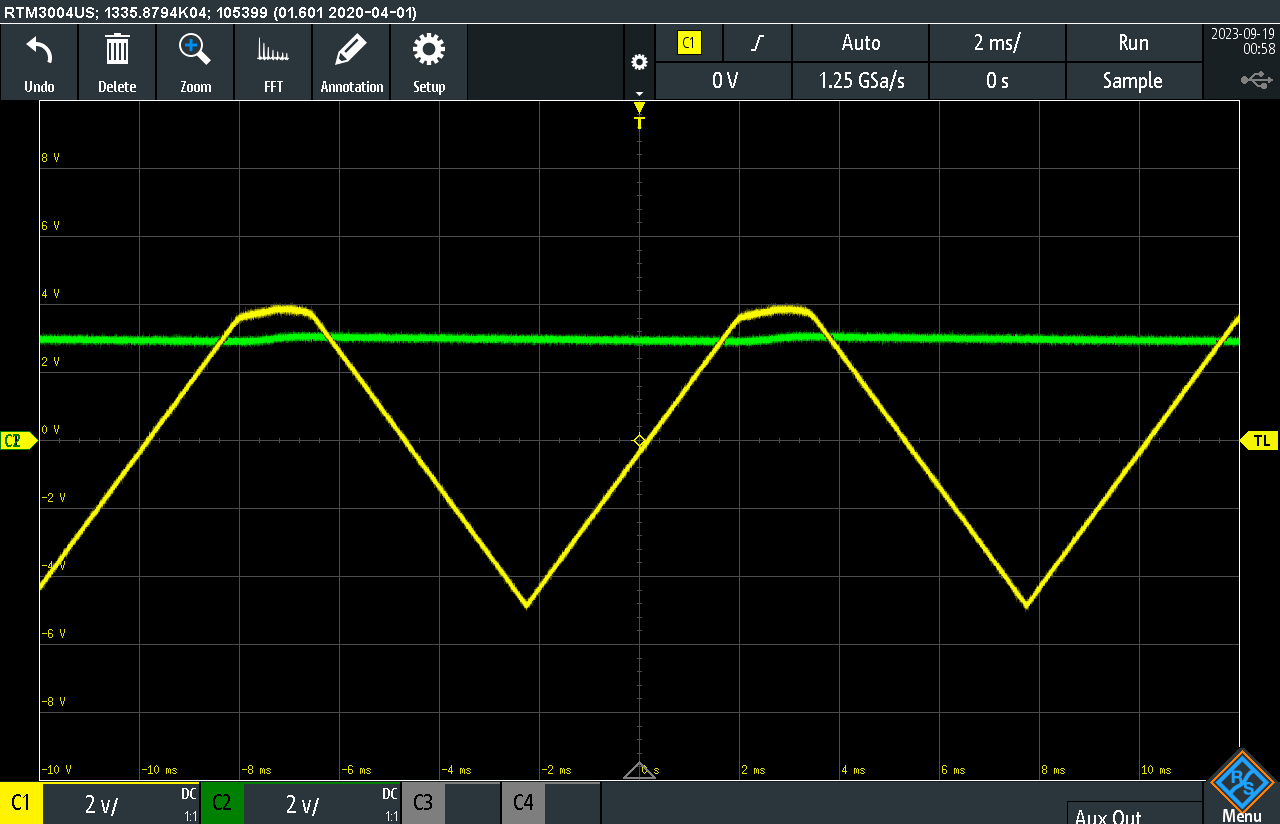 RTM3004US; 1335.8794K04; 105399 (01.601 2020-04-01)
Undo
Delete
Zoom
FFT
Annotation
Setup
C1
Auto
2 ms/
Run
0 V
1.25 GSa/s
0 s
Sample
2023-09-19
00:58
T
8 V
6 V
4 V
2 V
0 V
-2 V
-4 V
-6 V
-8 V
-10 V
TL
-10 ms
-8 ms
-6 ms
-4 ms
-2 ms
0 s
2 ms
4 ms
6 ms
8 ms
10 ms
C1
2 V/
DC
1:1
C2
2 V/
DC
1:1
C3
C4
Aux Out
R
S
Menu